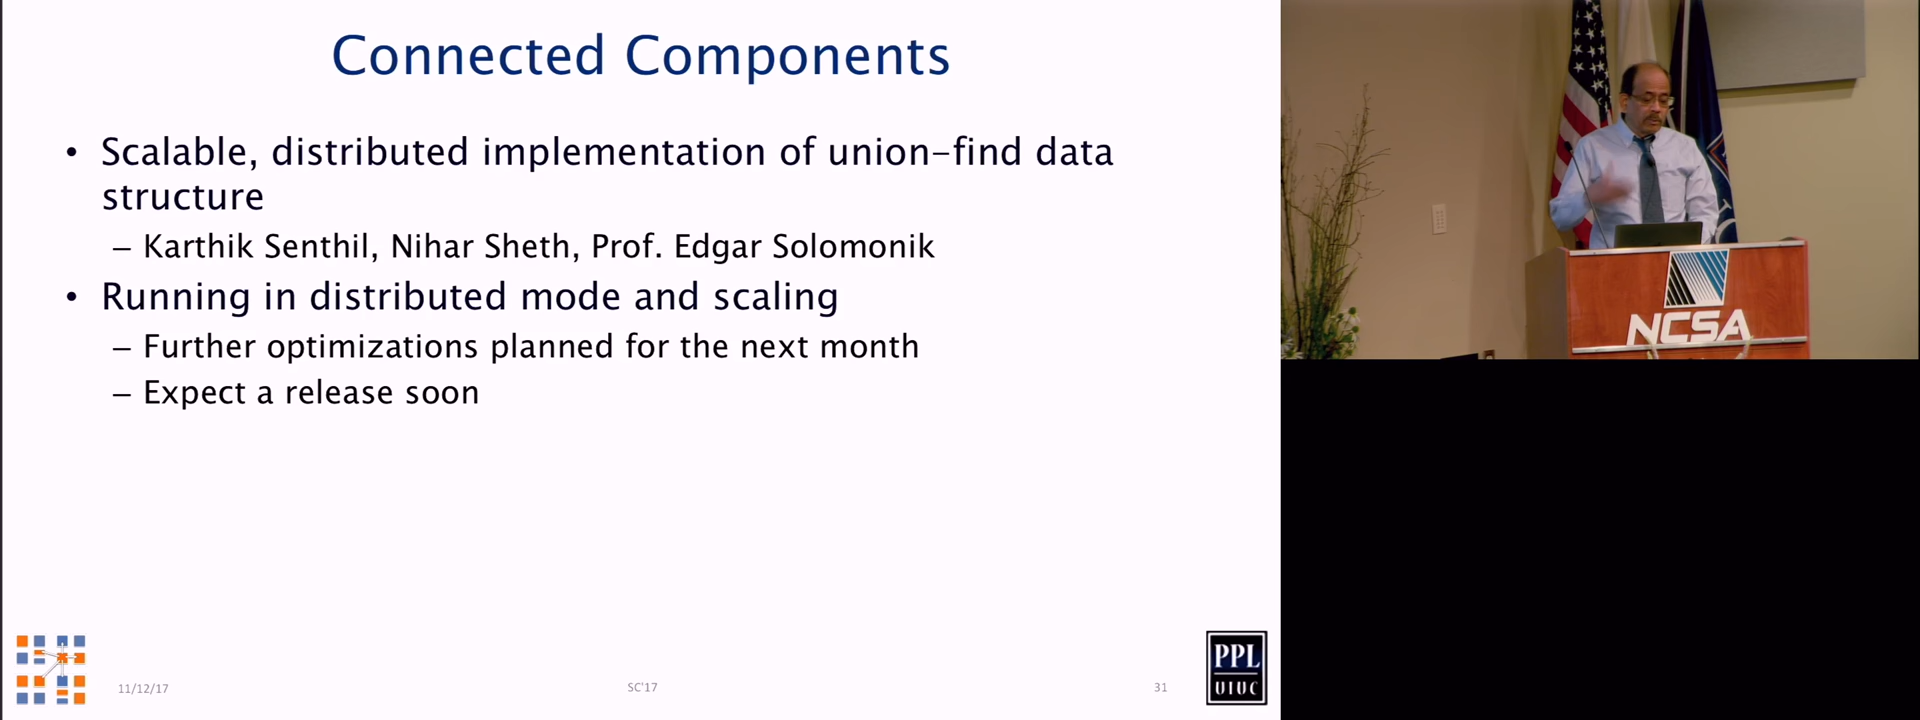 Connected Components
• Scalable, distributed implementation of union-find data
structure
– Karthik Senthil, Nihar Sheth, Prof. Edgar Solomonik
• Running in distributed mode and scaling
– Further optimizations planned for the next month
– Expect a release soon
11/12/17
SC'17
31
PPL
UIUC
NCSA